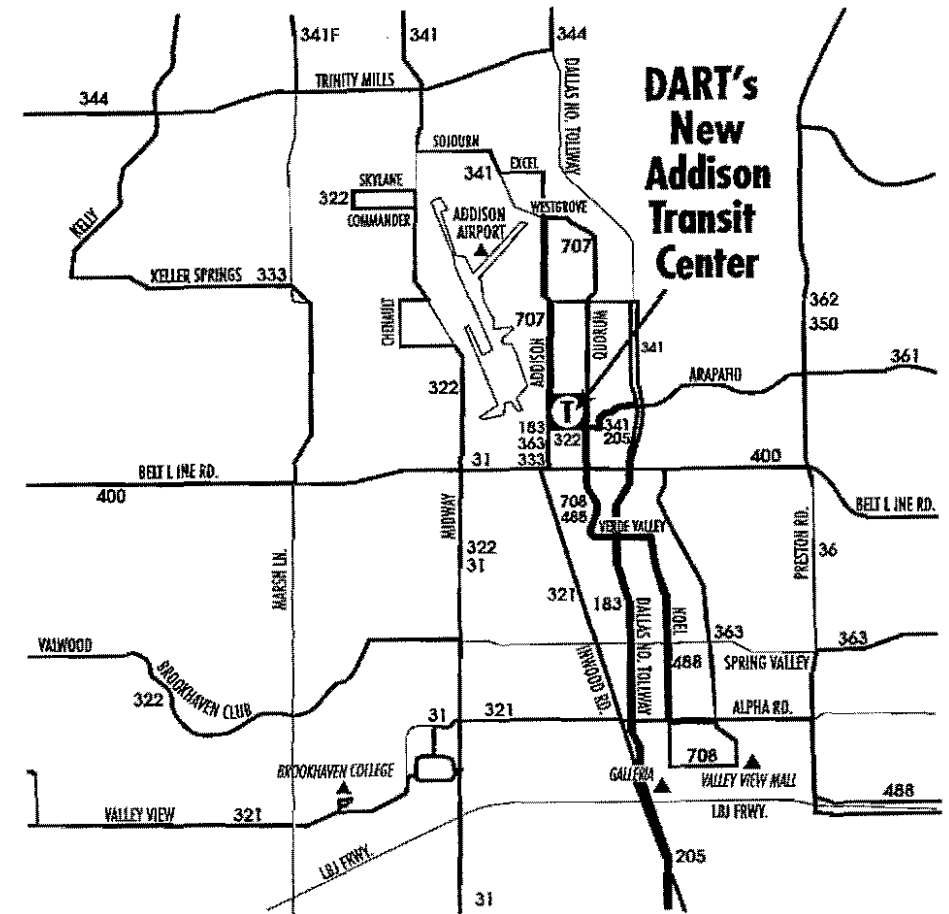 341F
341
344
TRINITY MILLS
344
DALLAS NO. TOLLWAY
DART's
New
Addison
Transit
Center
SOJOURN
EXCEL
341
SKYLANE
322
COMMANDER
ADDISON
AIRPORT
WESTGROVE
707
KELLY
KELLER SPRINGS
333
CHENAULT
707
ADDISON
QUORUM
341
362
350
361
ARAPAHO
322
T
183
363
333
322
341
205
BELT LINE RD.
400
31
400
BELT LINE RD.
MIDWAY
708
488
VERDE VALLEY
PRESTON RD.
36
322
31
MARSH LN.
321
183
DALLAS NO. TOLLWAY
NOEL
363
363
SPRING VALLEY
VALWOOD
BROOKHAVEN CLUB
322
INWOOD RD.
488
31
321
ALPHA RD.
BROOKHAVEN COLLEGE
GALLERIA
708
VALLEY VIEW MALL
488
VALLEY VIEW
321
LBJ FRWY.
LBJ FRWY.
205
31